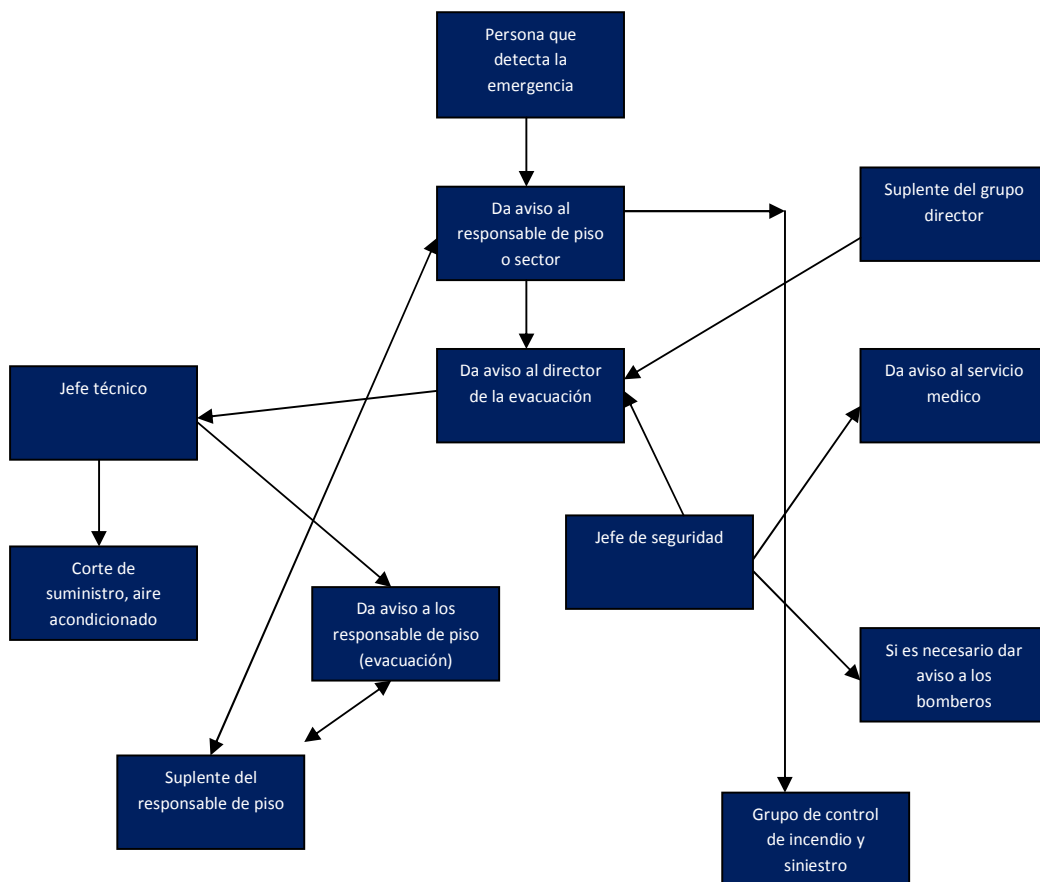 Persona que
detecta la
emergencia
Da aviso al
responsable de piso
o sector
Suplente del grupo
director
Da aviso al director
de la evacuación
Da aviso al servicio
medico
Jefe técnico
Jefe de seguridad
Corte de
suministro, aire
acondicionado
Da aviso a los
responsable de piso
(evacuación)
Si es necesario dar
aviso a los
bomberos
Suplente del
responsable de piso
Grupo de control
de incendio y
siniestro